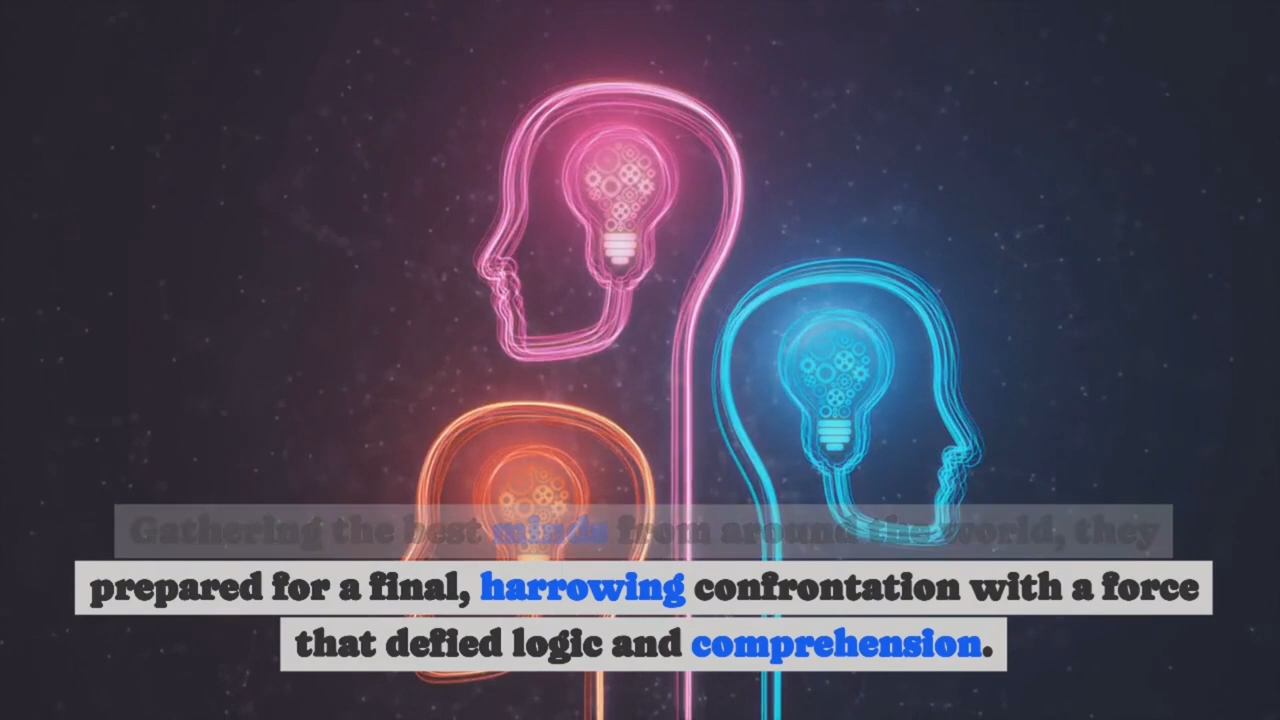 Gathering the best minds from around the world, they
prepared for a final, harrowing confrontation with a force
that defied logic and comprehension.